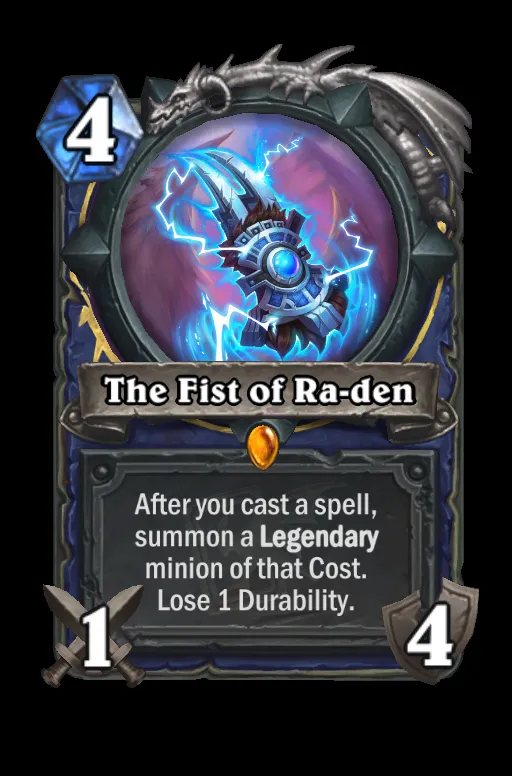 4
The Fist of Ra-den
After you cast a spell,
summon a Legendary
minion of that Cost.
Lose 1 Durability.
1
4